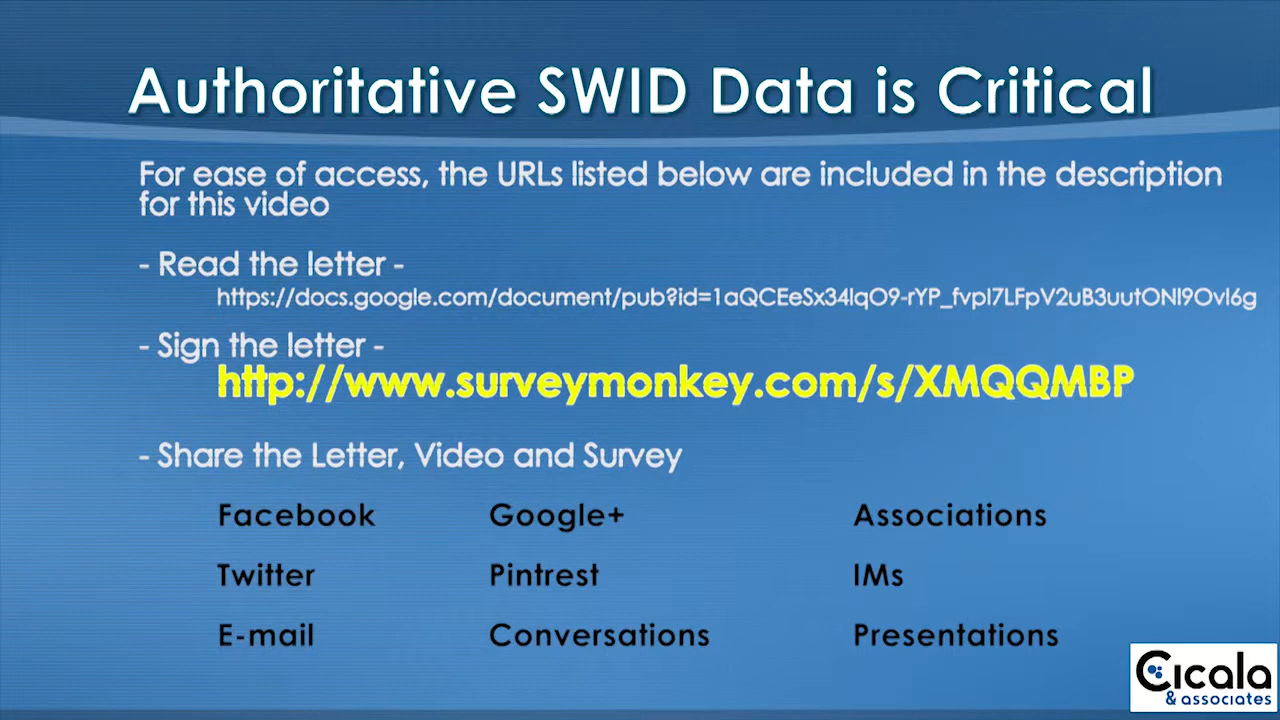 Authoritative SWID Data is Critical
For ease of access, the URLs listed below are included in the description
for this video
- Read the letter -
https://docs.google.com/document/pub?id=1aQCEeSx34lqO9-rYP_fvpI7LFpV2uB3uutONl9Ovl6g
- Sign the letter -
http://www.surveymonkey.com/s/XMQQMBP
- Share the Letter, Video and Survey
Facebook Google+ Associations
Twitter Pintrest IMs
E-mail Conversations Presentations
Cicala
& associates